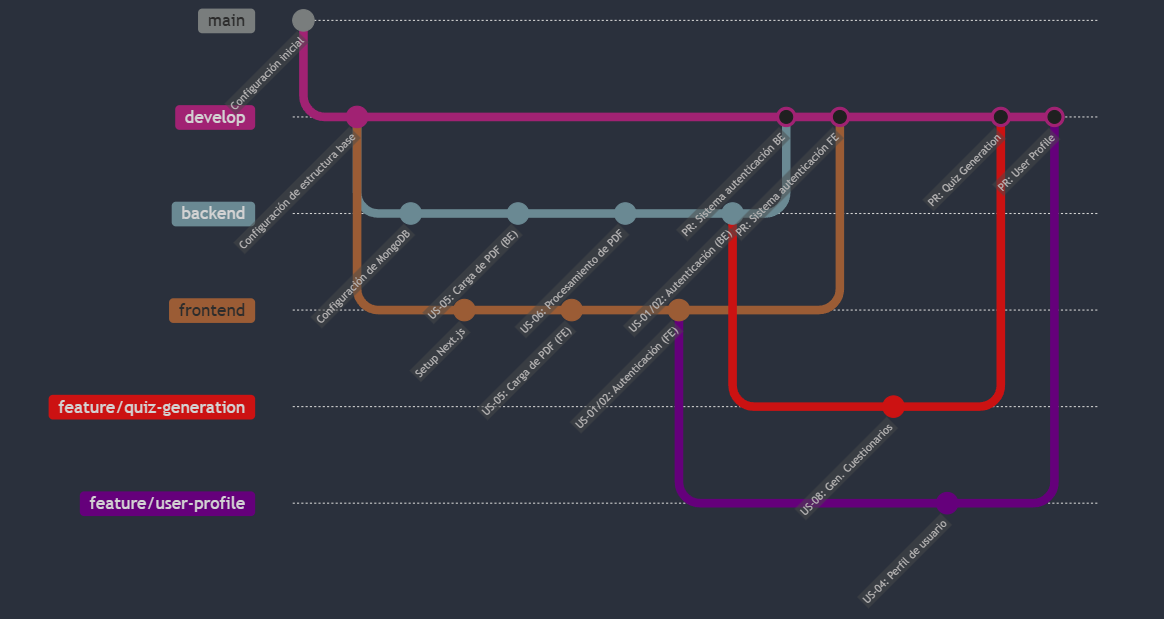 main
Configuración inicial
develop
Configuración de estructura base
PR: Sistema autenticación BE
PR: Sistema autenticación FE
PR: Quiz Generation
PR: User Profile
backend
Configuración de MongoDB
US-05: Carga de PDF (BE)
US-06: Procesamiento de PDF
US-01/02: Autenticación (BE)
frontend
Setup Next.js
US-05: Carga de PDF (FE)
US-01/02: Autenticación (FE)
feature/quiz-generation
US-08: Gen. Cuestionarios
feature/user-profile
US-04: Perfil de usuario